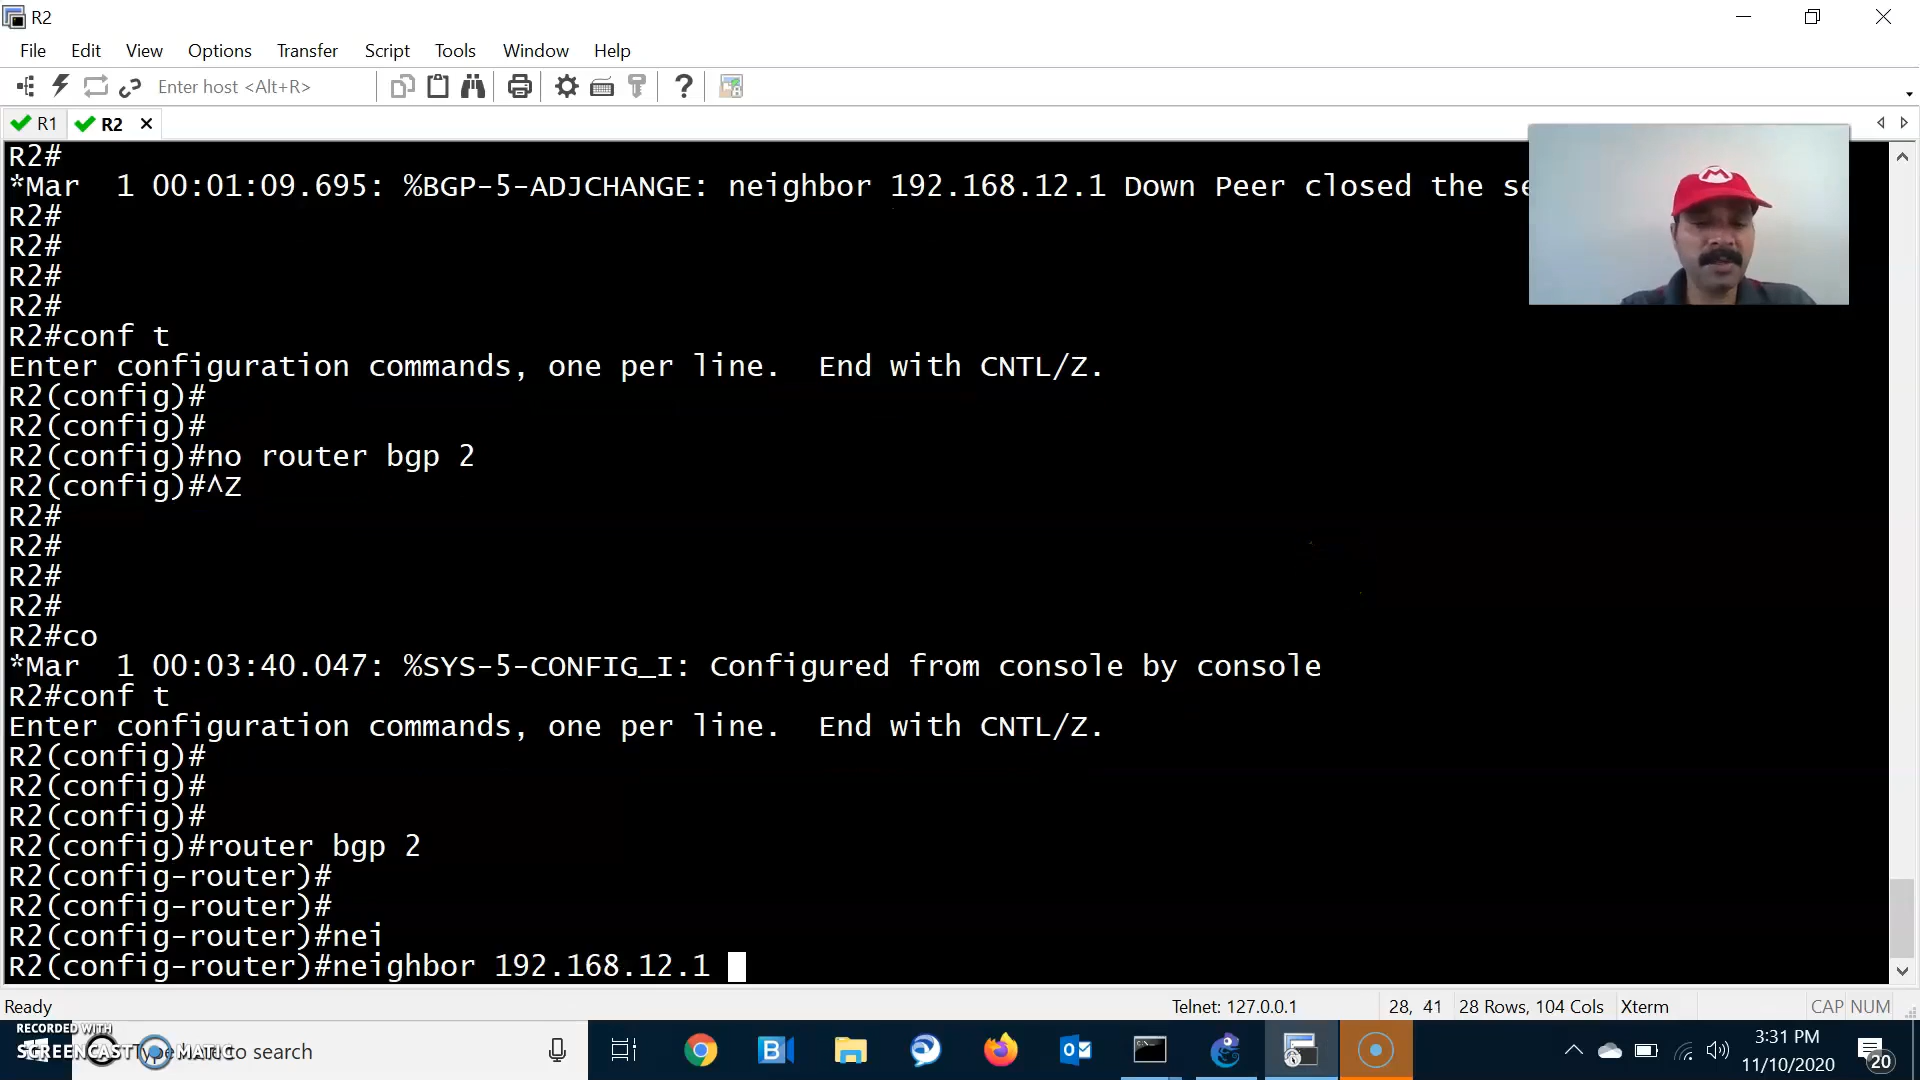 R2
File Edit View Options Transfer Script Tools Window Help
Enter host <Alt+R>
R1 R2
R2#
*Mar  1 00:01:09.695: %BGP-5-ADJCHANGE: neighbor 192.168.12.1 Down Peer closed the se
R2#
R2#
R2#
R2#
R2#conf t
Enter configuration commands, one per line.  End with CNTL/Z.
R2(config)#
R2(config)#
R2(config)#no router bgp 2
R2(config)#^Z
R2#
R2#
R2#
R2#
R2#co
*Mar  1 00:03:40.047: %SYS-5-CONFIG_I: Configured from console by console
R2#conf t
Enter configuration commands, one per line.  End with CNTL/Z.
R2(config)#
R2(config)#
R2(config)#
R2(config)#router bgp 2
R2(config-router)#
R2(config-router)#
R2(config-router)#nei
R2(config-router)#neighbor 192.168.12.1
Ready Telnet: 127.0.0.1 28, 41 28 Rows, 104 Cols Xterm CAP NUM
RECORDED WITH
SCREENCAST MATIC
to search
3:31 PM
11/10/2020
20